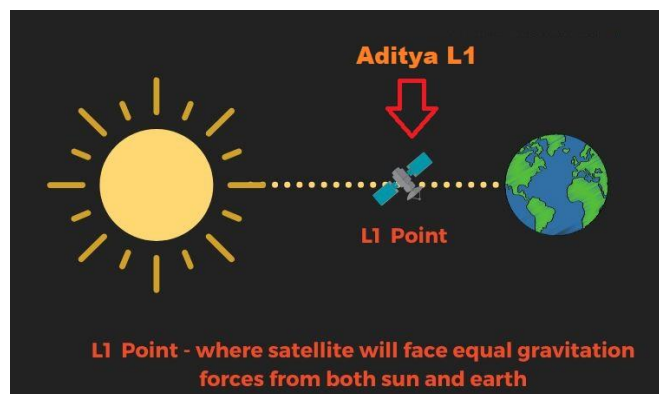 Aditya L1
L1 Point
L1 Point - where satellite will face equal gravitation
forces from both sun and earth